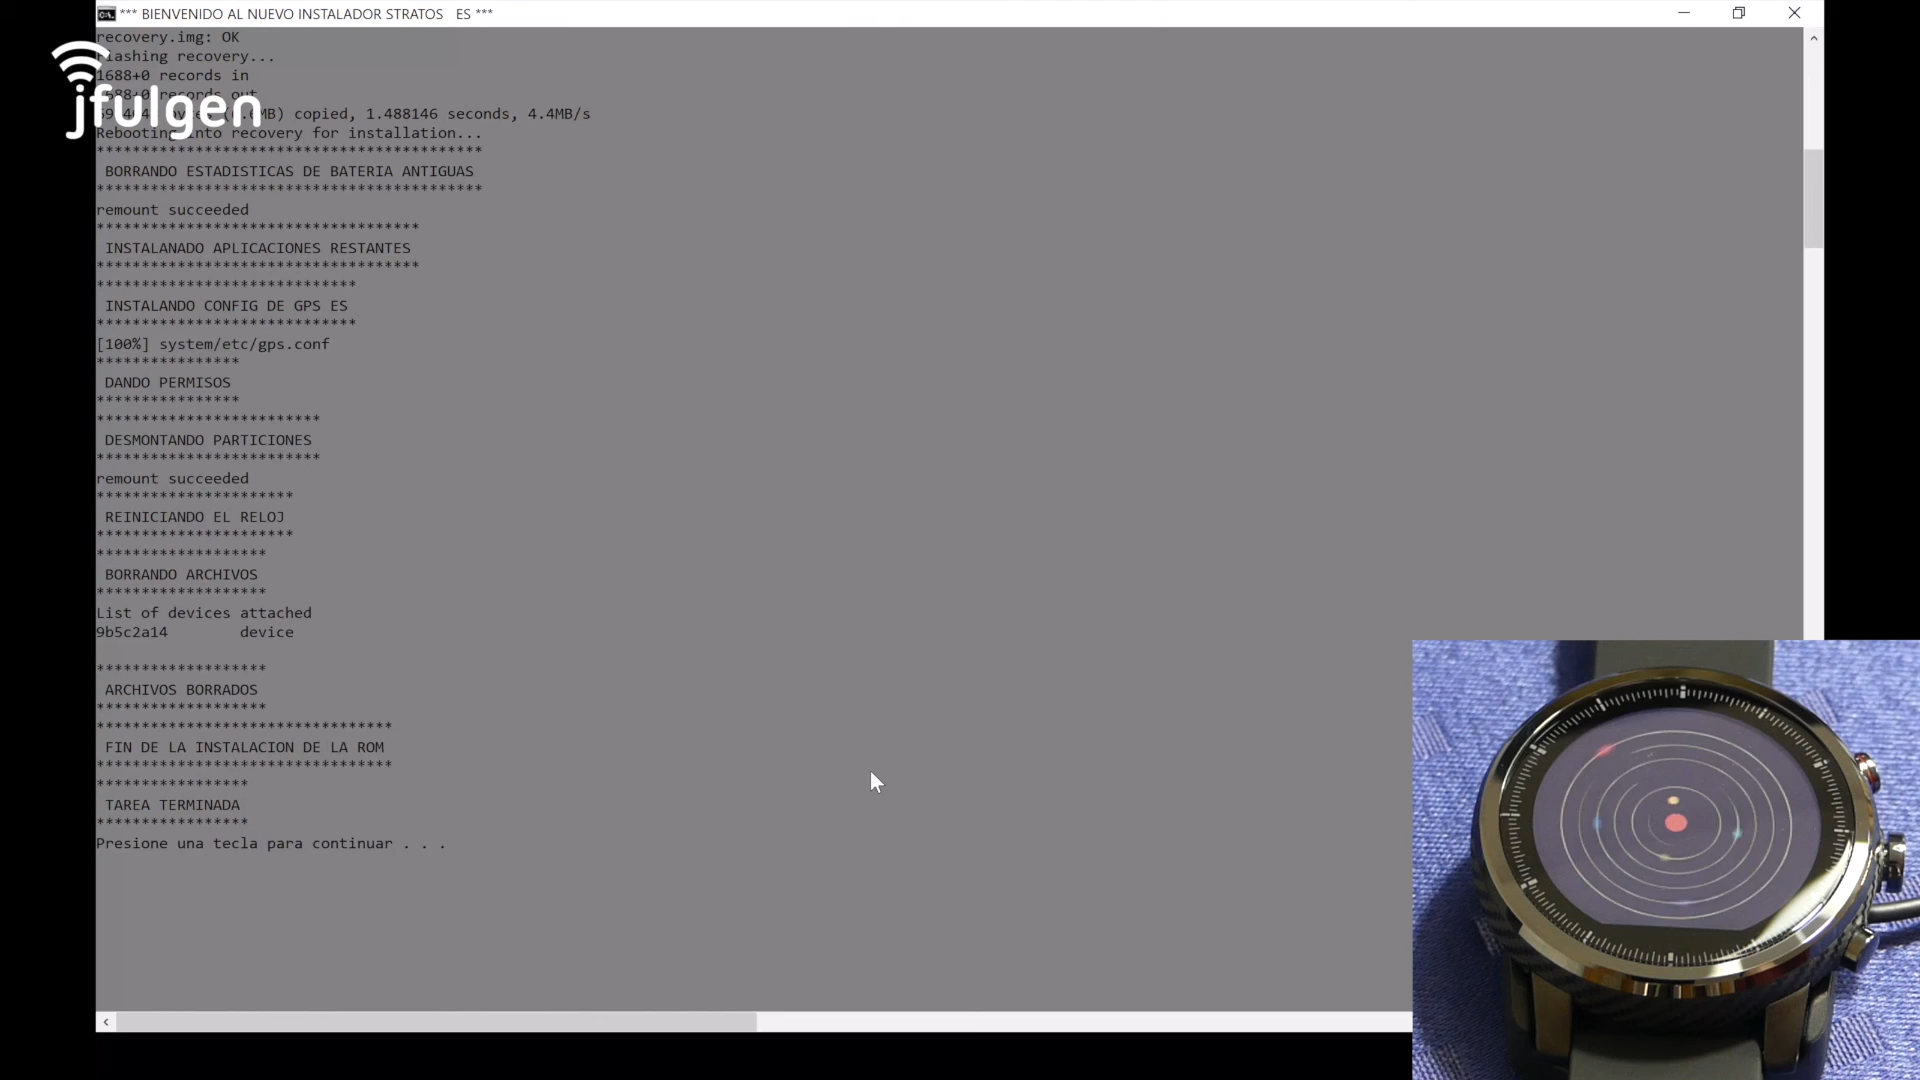 *** BIENVENIDO AL NUEVO INSTALADOR STRATOS ES ***
recovery.img: OK
Flashing recovery...
1688+0 records in
records out
jfulgen
copied, 1.488146 seconds, 4.4MB/s
Rebooting into recovery for installation...
*******************************************
BORRANDO ESTADISTICAS DE BATERIA ANTIGUAS
*******************************************
remount succeeded
************************************
INSTALANADO APLICACIONES RESTANTES
************************************
*****************************
INSTALANDO CONFIG DE GPS ES
*****************************
[100%] system/etc/gps.conf
****************
DANDO PERMISOS
****************
*************************
DESMONTANDO PARTICIONES
*************************
remount succeeded
**********************
REINICIANDO EL RELOJ
**********************
*******************
BORRANDO ARCHIVOS
*******************
List of devices attached
9b5c2a14 device
*******************
ARCHIVOS BORRADOS
*******************
*********************************
FIN DE LA INSTALACION DE LA ROM
*********************************
*****************
TAREA TERMINADA
*****************
Presione una tecla para continuar . . .